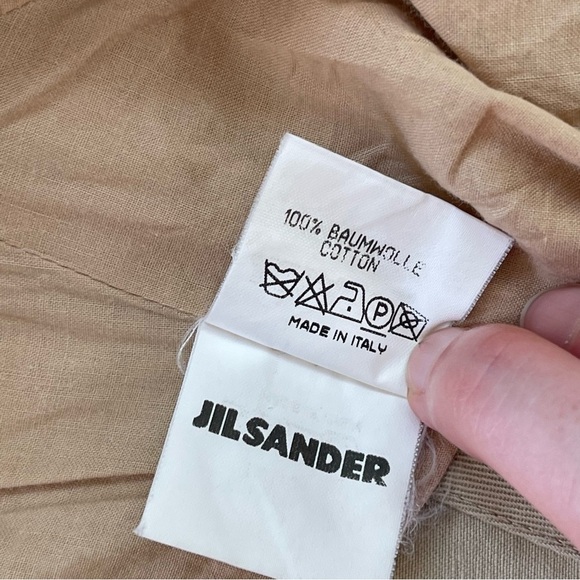 100% BAUMWOLLE
COTTON
P
MADE IN ITALY
JILSANDER